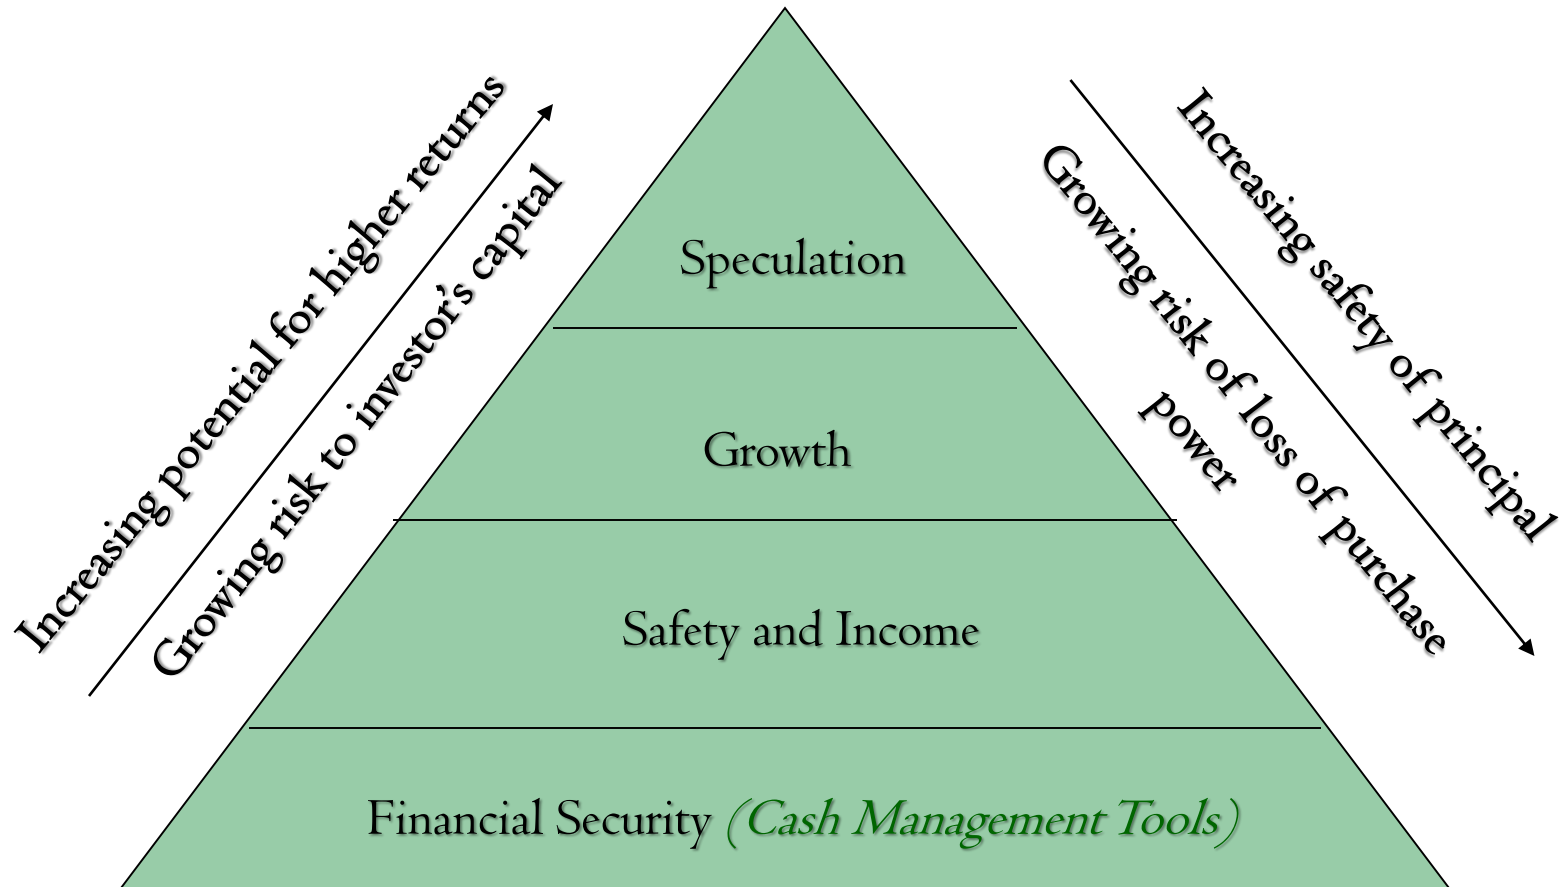 Increasing potential for higher returns
Growing risk to investor's capital
Increasing safety of principal
Growing risk of loss of purchase
power
Speculation
Growth
Safety and Income
Financial Security (Cash Management Tools)